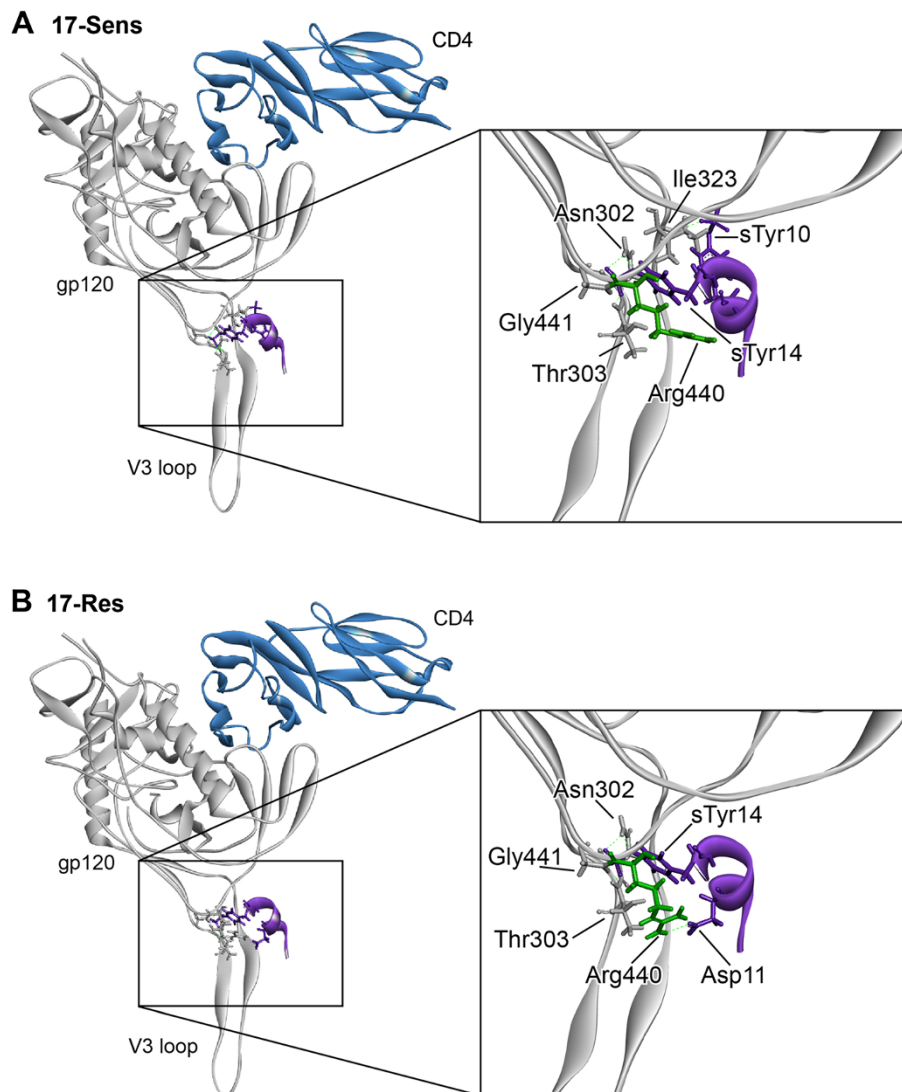 A 17-Sens
CD4
gp120
V3 loop
Ile323
Asn302
sTyr10
Gly441
sTyr14
Thr303
Arg440
B 17-Res
CD4
gp120
V3 loop
Asn302
sTyr14
Gly441
Thr303
Arg440
Asp11